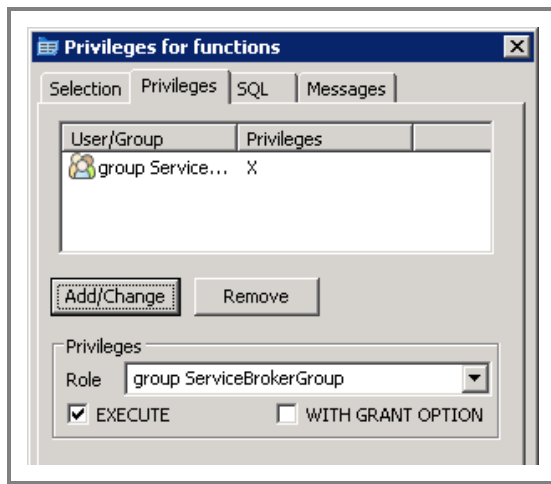 Privileges for functions
Selection Privileges SQL Messages
User/Group Privileges
group Service... X
Add/Change Remove
Privileges
Role group ServiceBrokerGroup
EXECUTE WITH GRANT OPTION